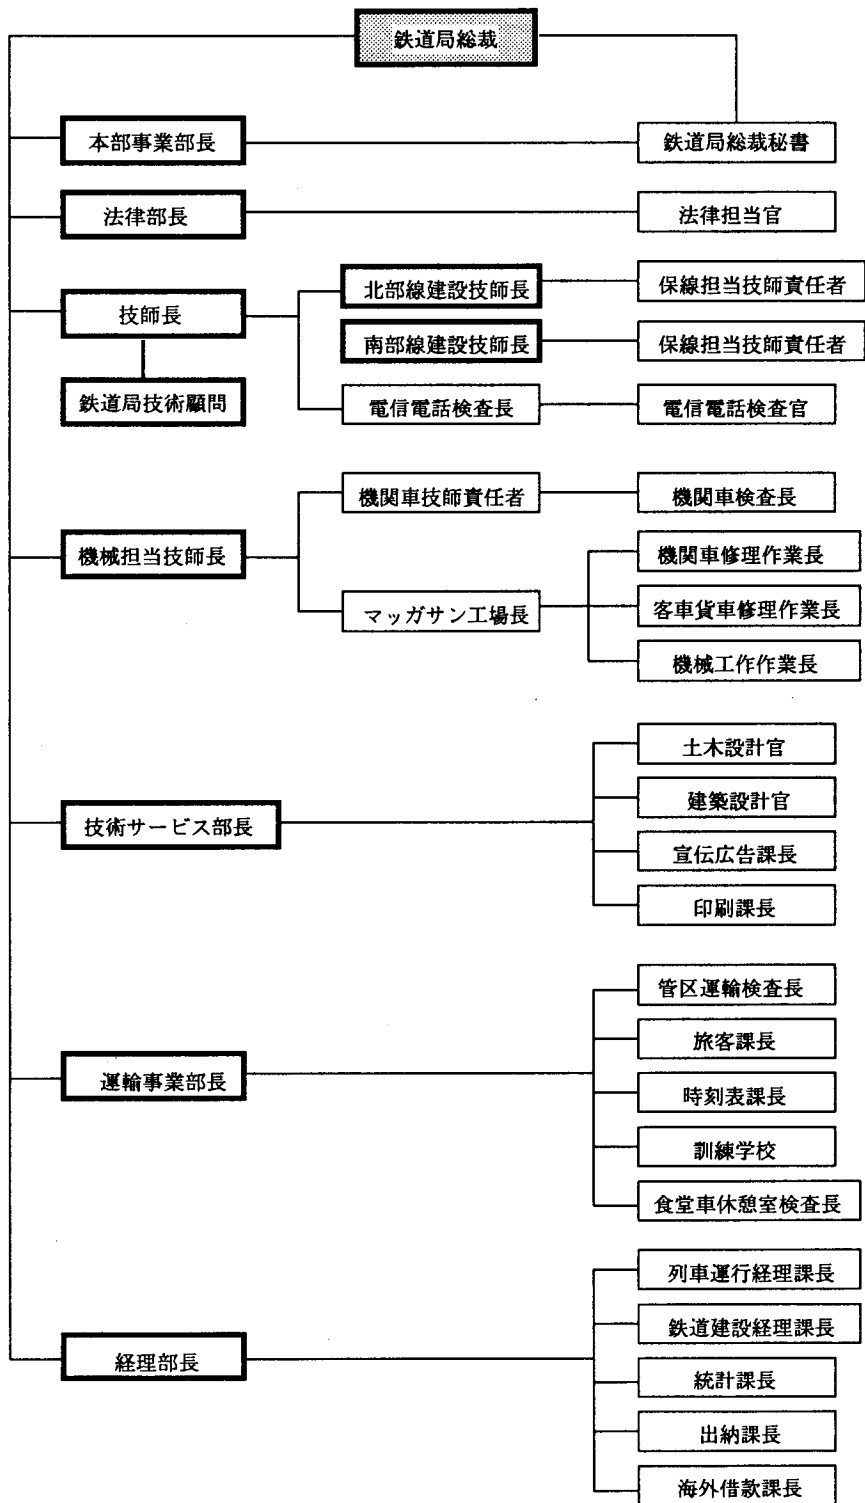 鉄道局総裁
本部事業部長
鉄道局総裁秘書
法律部長
法律担当官
技師長
北部線建設技師長
保線担当技師責任者
南部線建設技師長
保線担当技師責任者
鉄道局技術顧問
電信電話検査長
電信電話検査官
機械担当技師長
機関車技師責任者
機関車検査長
マッガサン工場長
機関車修理作業長
客車貨車修理作業長
機械工作作業長
技術サービス部長
土木設計官
建築設計官
宣伝広告課長
印刷課長
運輸事業部長
管区運輸検査長
旅客課長
時刻表課長
訓練学校
食堂車休憩室検査長
経理部長
列車運行経理課長
鉄道建設経理課長
統計課長
出納課長
海外借款課長